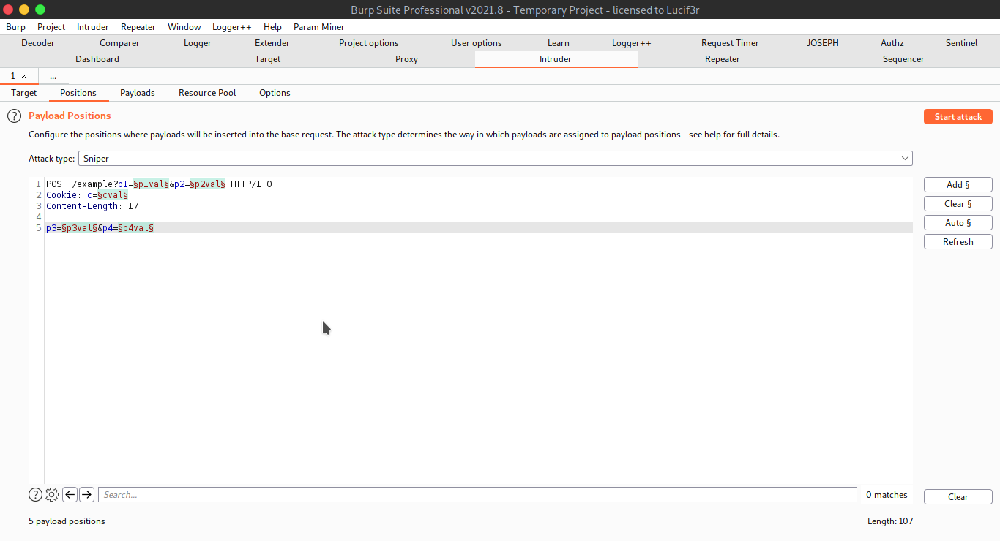 Burp Suite Professional v2021.8 - Temporary Project - licensed to Lucif3r
Burp Project Intruder Repeater Window Logger++ Help Param Miner
Decoder Comparer Logger Extender Project options User options Learn Logger++ Request Timer JOSEPH Authz Sentinel
Dashboard Target Proxy Intruder Repeater Sequencer
1 × ...
Target Positions Payloads Resource Pool Options
? Payload Positions Start attack
Configure the positions where payloads will be inserted into the base request. The attack type determines the way in which payloads are assigned to payload positions - see help for full details.
Attack type: Sniper
1 POST /example?p1=§p1val§&p2=§p2val§ HTTP/1.0 Add §
2 Cookie: c=§cval§
3 Content-Length: 17 Clear §
4
5 p3=§p3val§&p4=§p4val§ Auto §
Refresh
? Search... 0 matches Clear
5 payload positions Length: 107